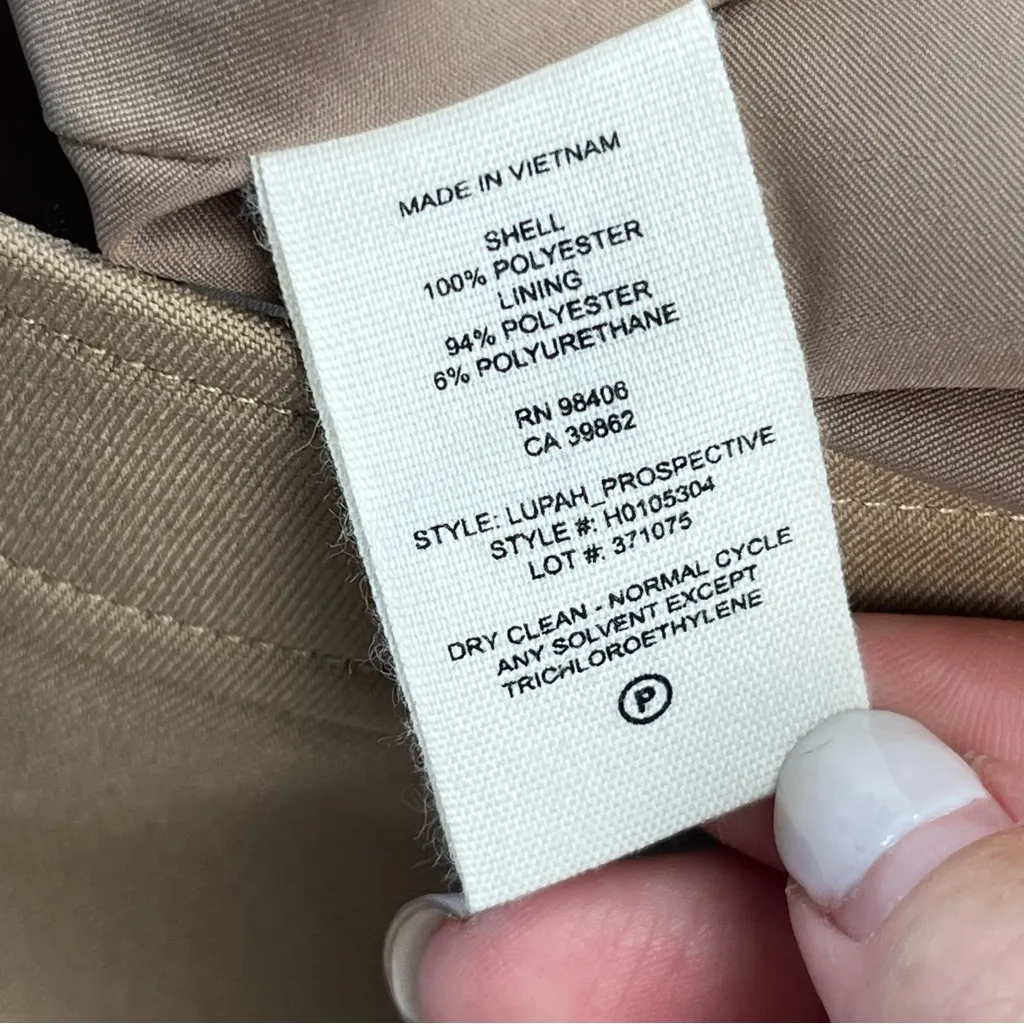 MADE IN VIETNAM
SHELL
100% POLYESTER
LINING
94% POLYESTER
6% POLYURETHANE
RN 98406
CA 39862
STYLE: LUPAH_PROSPECTIVE
STYLE #: H0105304
LOT #: 371075
DRY CLEAN - NORMAL CYCLE
ANY SOLVENT EXCEPT
TRICHLOROETHYLENE
P